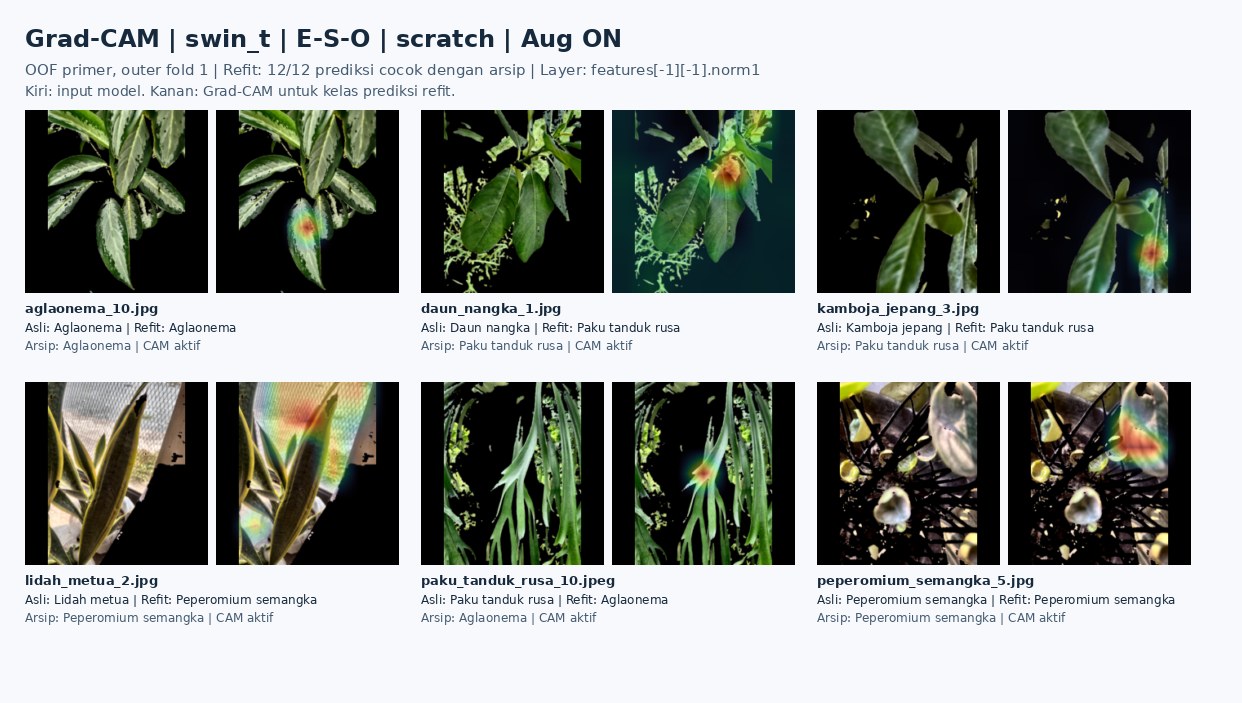 Grad-CAM | swin_t | E-S-O | scratch | Aug ON
OOF primer, outer fold 1 | Refit: 12/12 prediksi cocok dengan arsip | Layer: features[-1][-1].norm1
Kiri: input model. Kanan: Grad-CAM untuk kelas prediksi refit.
aglaonema_10.jpg
Asli: Aglaonema | Refit: Aglaonema
Arsip: Aglaonema | CAM aktif
daun_nangka_1.jpg
Asli: Daun nangka | Refit: Paku tanduk rusa
Arsip: Paku tanduk rusa | CAM aktif
kamboja_jepang_3.jpg
Asli: Kamboja jepang | Refit: Paku tanduk rusa
Arsip: Paku tanduk rusa | CAM aktif
lidah_metua_2.jpg
Asli: Lidah metua | Refit: Peperomium semangka
Arsip: Peperomium semangka | CAM aktif
paku_tanduk_rusa_10.jpeg
Asli: Paku tanduk rusa | Refit: Aglaonema
Arsip: Aglaonema | CAM aktif
peperomium_semangka_5.jpg
Asli: Peperomium semangka | Refit: Peperomium semangka
Arsip: Peperomium semangka | CAM aktif